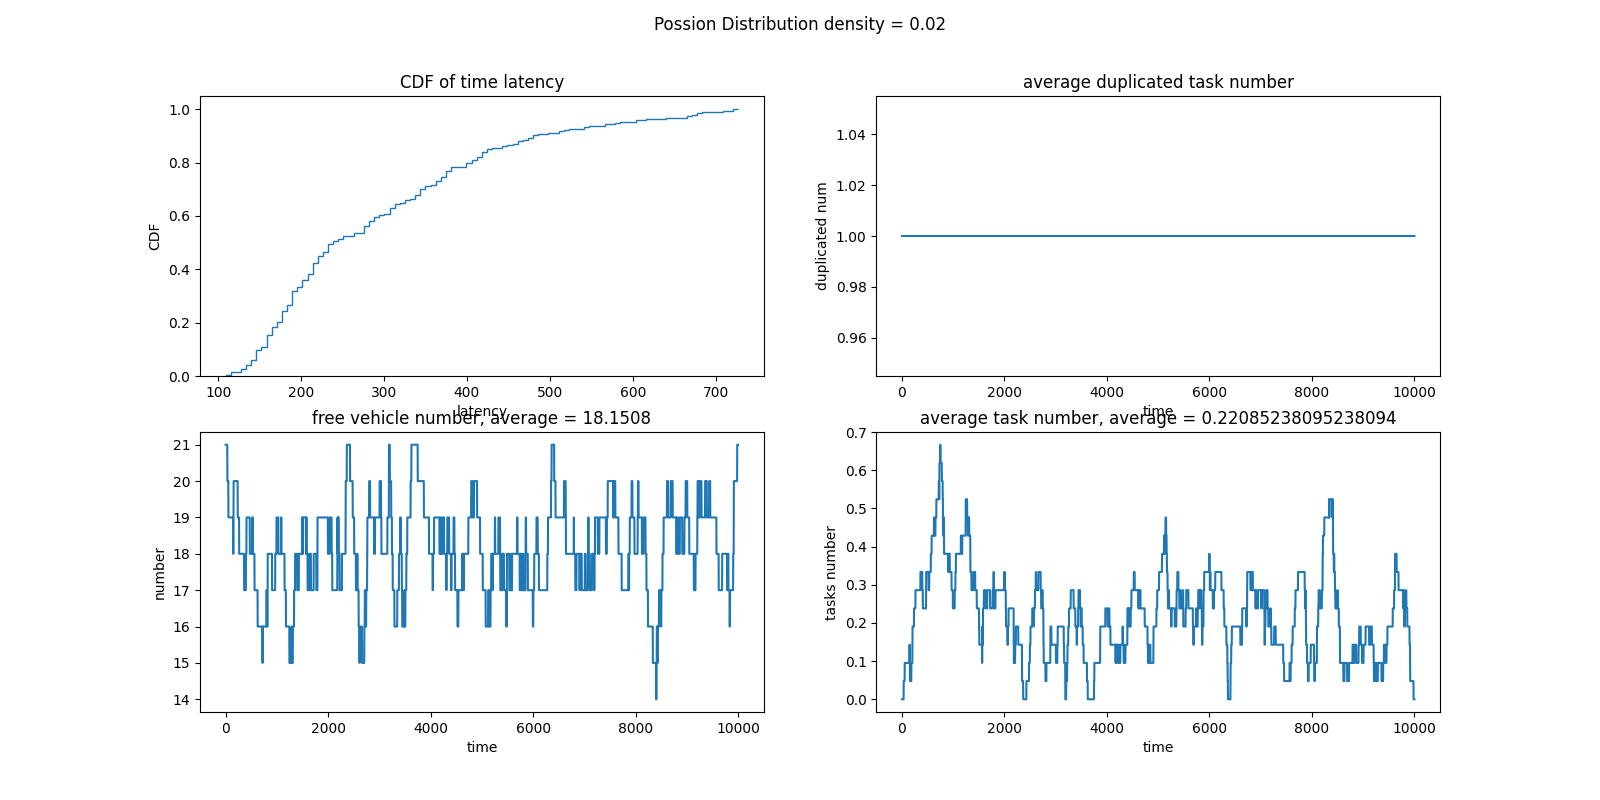 Possion Distribution density = 0.02
CDF of time latency
1.0
0.8
0.6
0.4
0.2
0.0
CDF
100 200 300 400 500 600 700
latency
average duplicated task number
1.04
1.02
1.00
0.98
0.96
duplicated num
0 2000 4000 6000 8000 10000
time
free vehicle number, average = 18.1508
21
20
19
18
17
16
15
14
number
0 2000 4000 6000 8000 10000
time
average task number, average = 0.22085238095238094
0.7
0.6
0.5
0.4
0.3
0.2
0.1
0.0
tasks number
0 2000 4000 6000 8000 10000
time